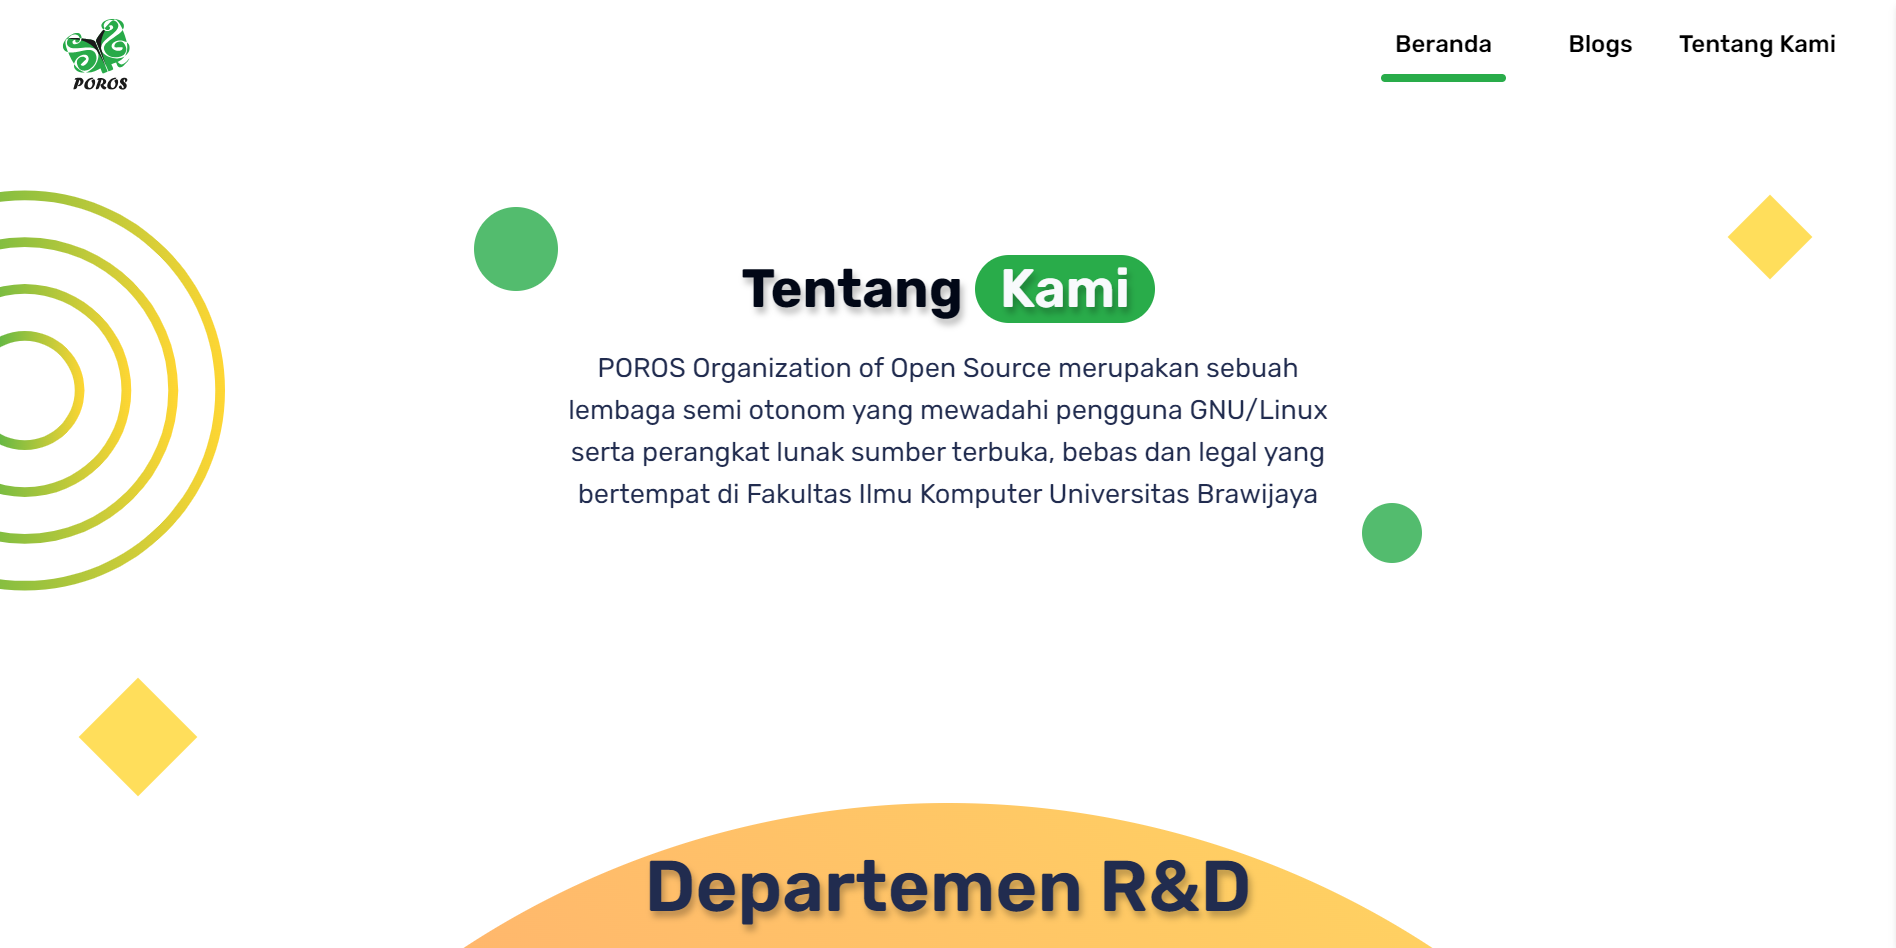 POROS
Beranda
Blogs
Tentang Kami
Tentang Kami
POROS Organization of Open Source merupakan sebuah
lembaga semi otonom yang mewadahi pengguna GNU/Linux
serta perangkat lunak sumber terbuka, bebas dan legal yang
bertempat di Fakultas Ilmu Komputer Universitas Brawijaya
Departemen R&D